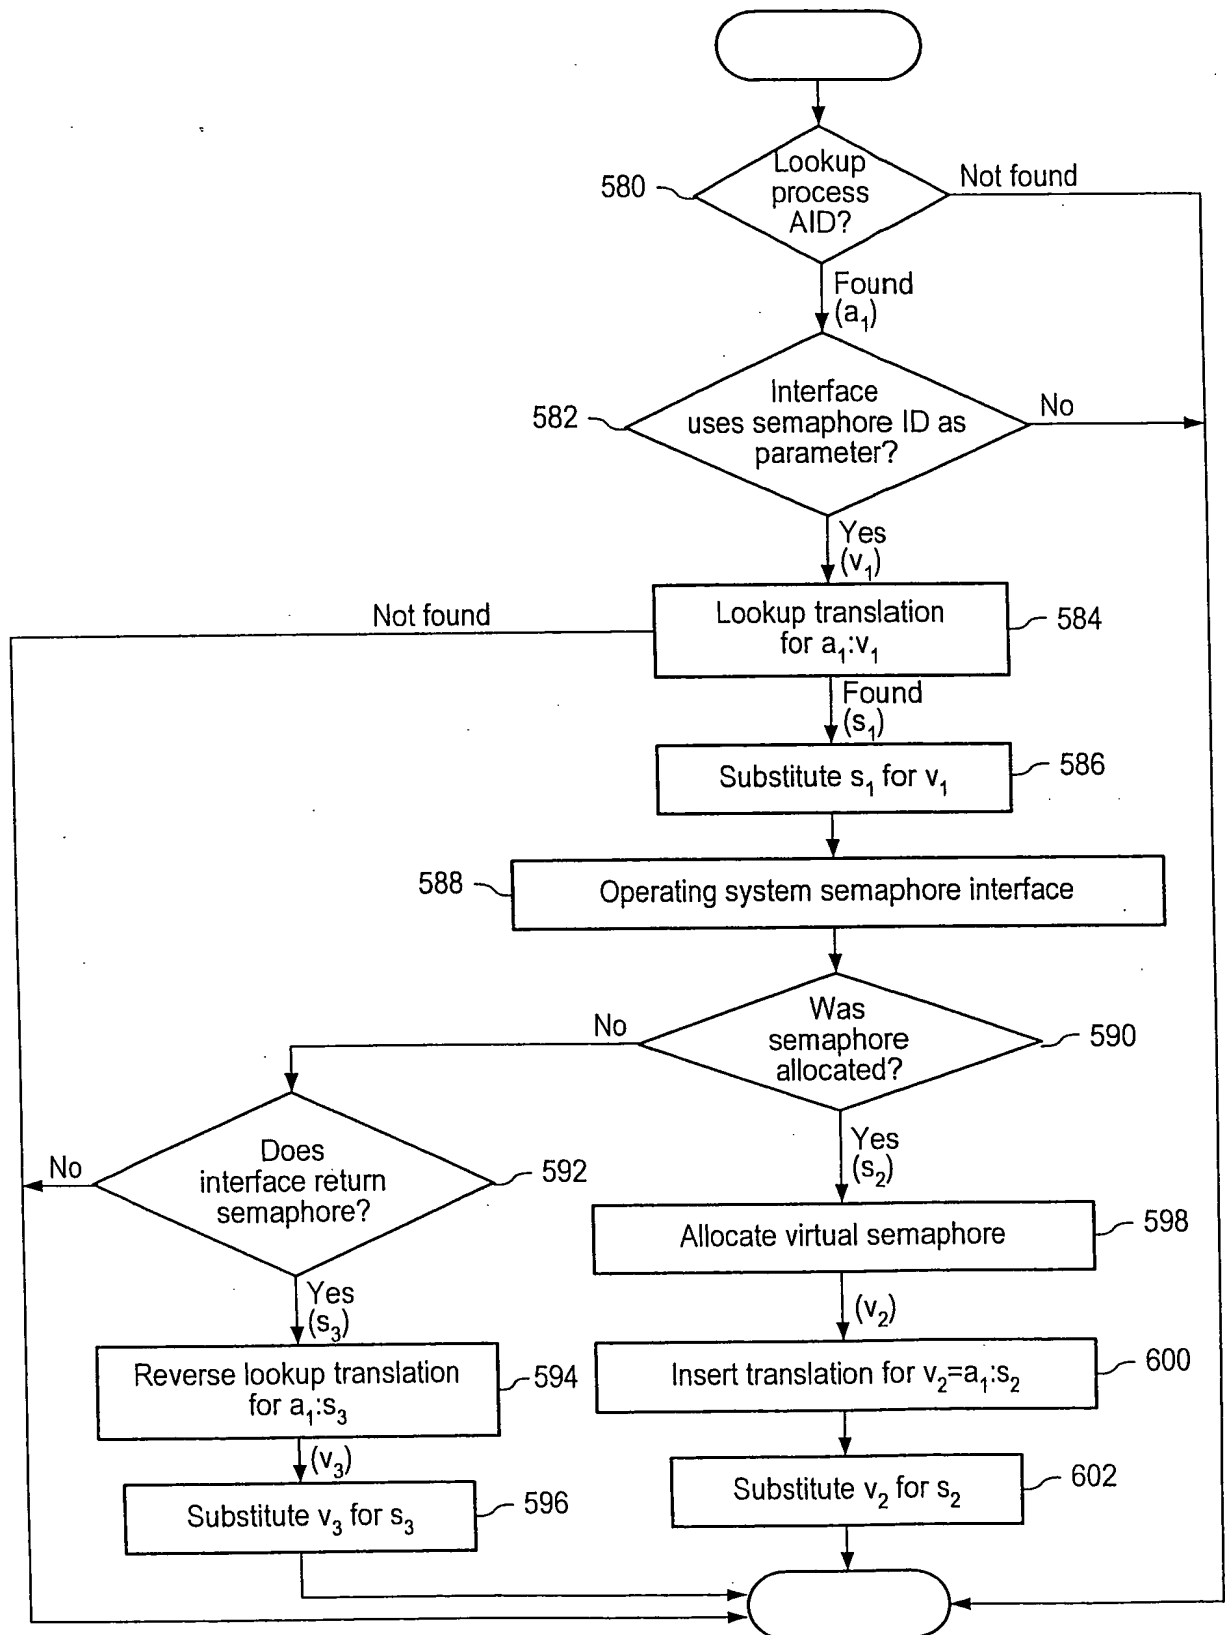 Lookup
process
AID?
580
Not found
Found
(a₁)
Interface
uses semaphore ID as
parameter?
582
No
Yes
(v₁)
Lookup translation
for a₁:v₁
584
Not found
Found
(s₁)
Substitute s₁ for v₁
586
588
Operating system semaphore interface
Was
semaphore
allocated?
590
No
Yes
(s₂)
Does
interface return
semaphore?
592
No
Allocate virtual semaphore
598
Yes
(s₃)
(v₂)
Reverse lookup translation
for a₁:s₃
594
Insert translation for v₂=a₁:s₂
600
(v₃)
Substitute v₃ for s₃
596
Substitute v₂ for s₂
602